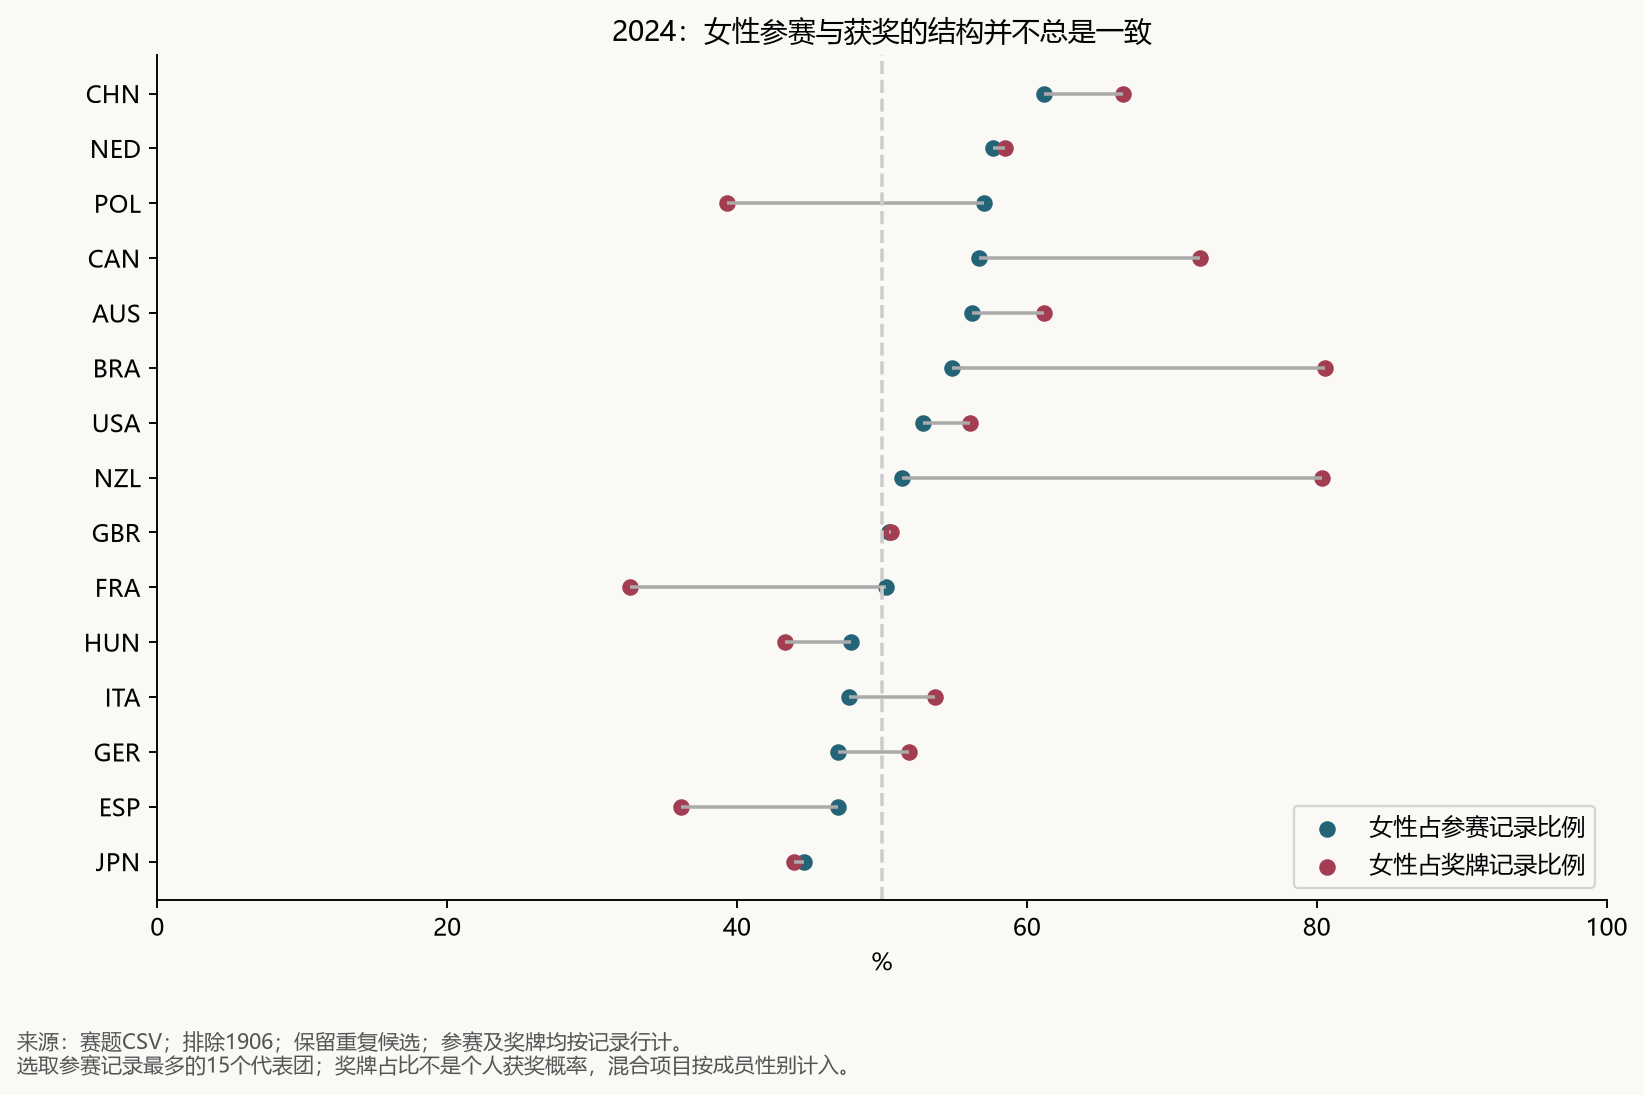 2024：女性参赛与获奖的结构并不总是一致
CHN
NED
POL
CAN
AUS
BRA
USA
NZL
GBR
FRA
HUN
ITA
GER
ESP
JPN
女性占参赛记录比例
女性占奖牌记录比例
0 20 40 60 80 100
%
来源：赛题CSV；排除1906；保留重复候选；参赛及奖牌均按记录行计。
选取参赛记录最多的15个代表团；奖牌占比不是个人获奖概率，混合项目按成员性别计入。